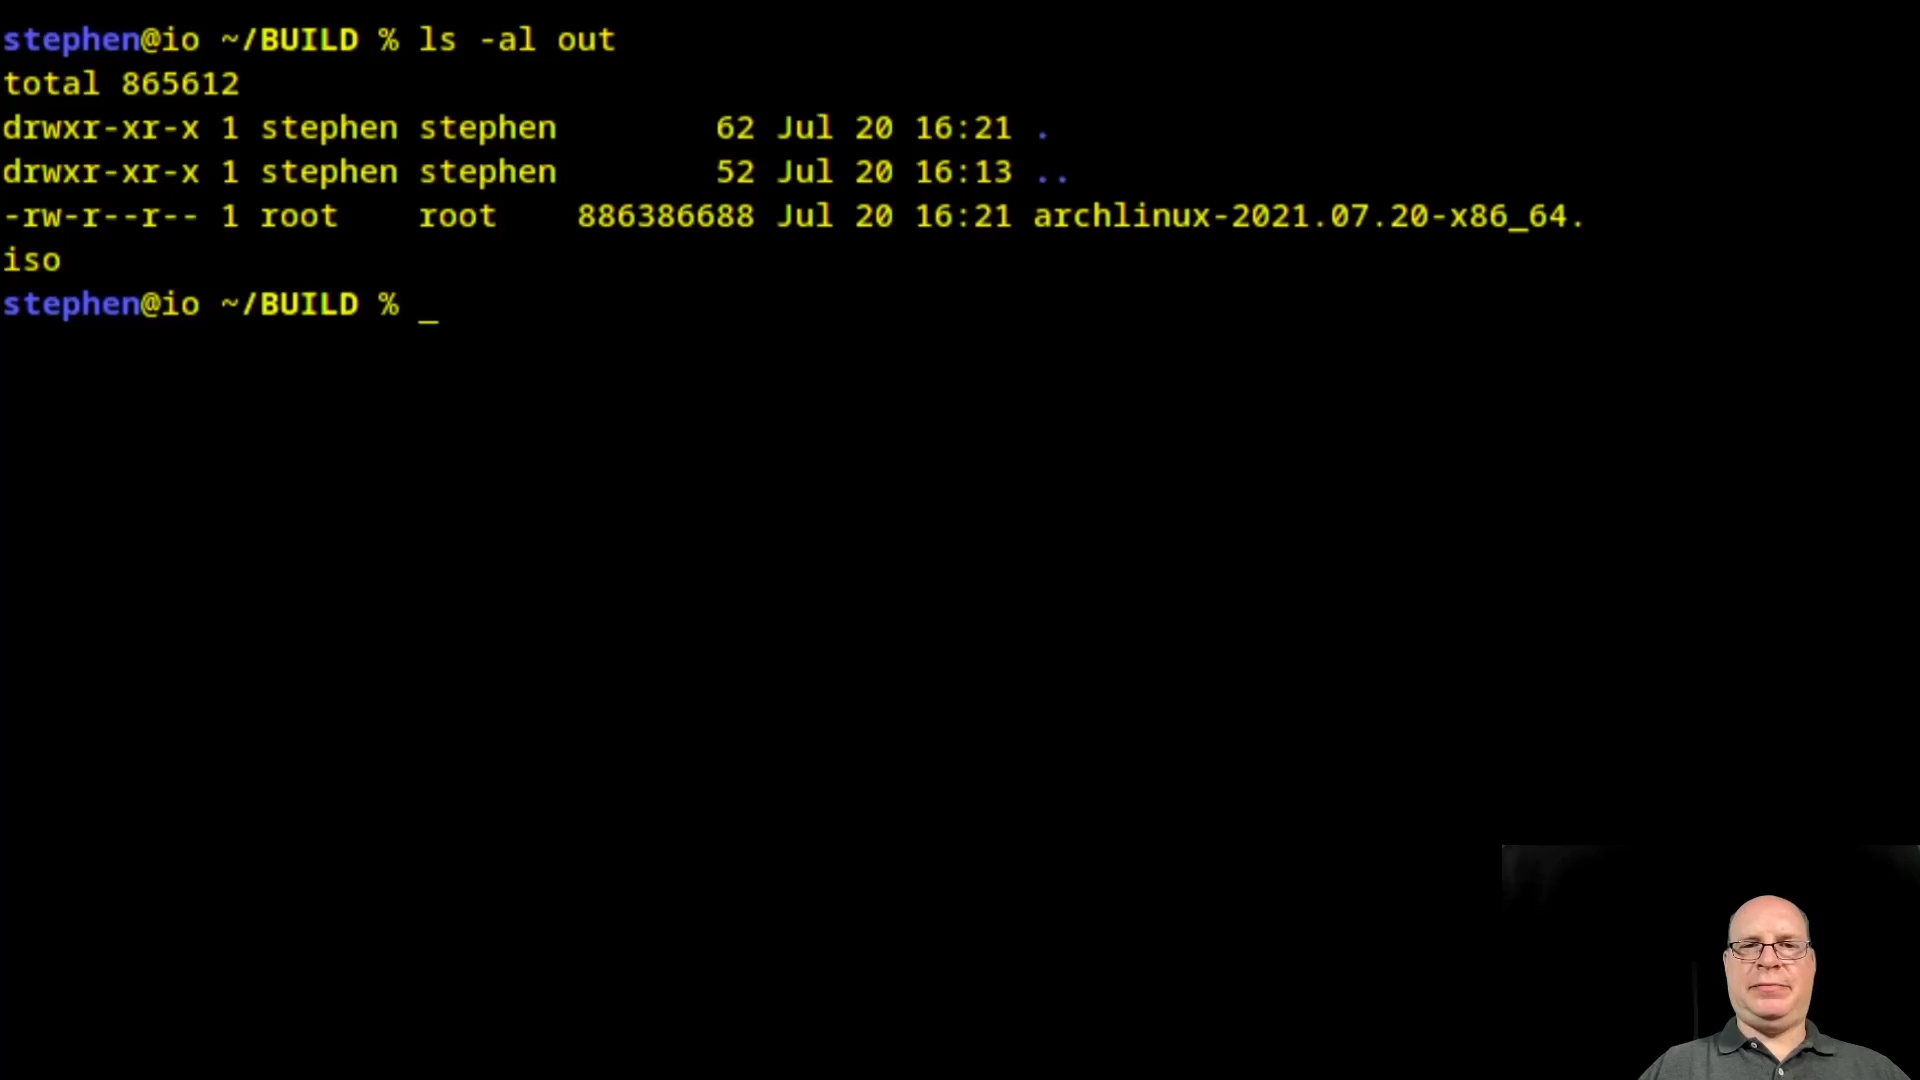 stephen@io ~/BUILD % ls -al out
total 865612
drwxr-xr-x 1 stephen stephen        62 Jul 20 16:21 .
drwxr-xr-x 1 stephen stephen        52 Jul 20 16:13 ..
-rw-r--r-- 1 root    root    886386688 Jul 20 16:21 archlinux-2021.07.20-x86_64.
iso
stephen@io ~/BUILD % _